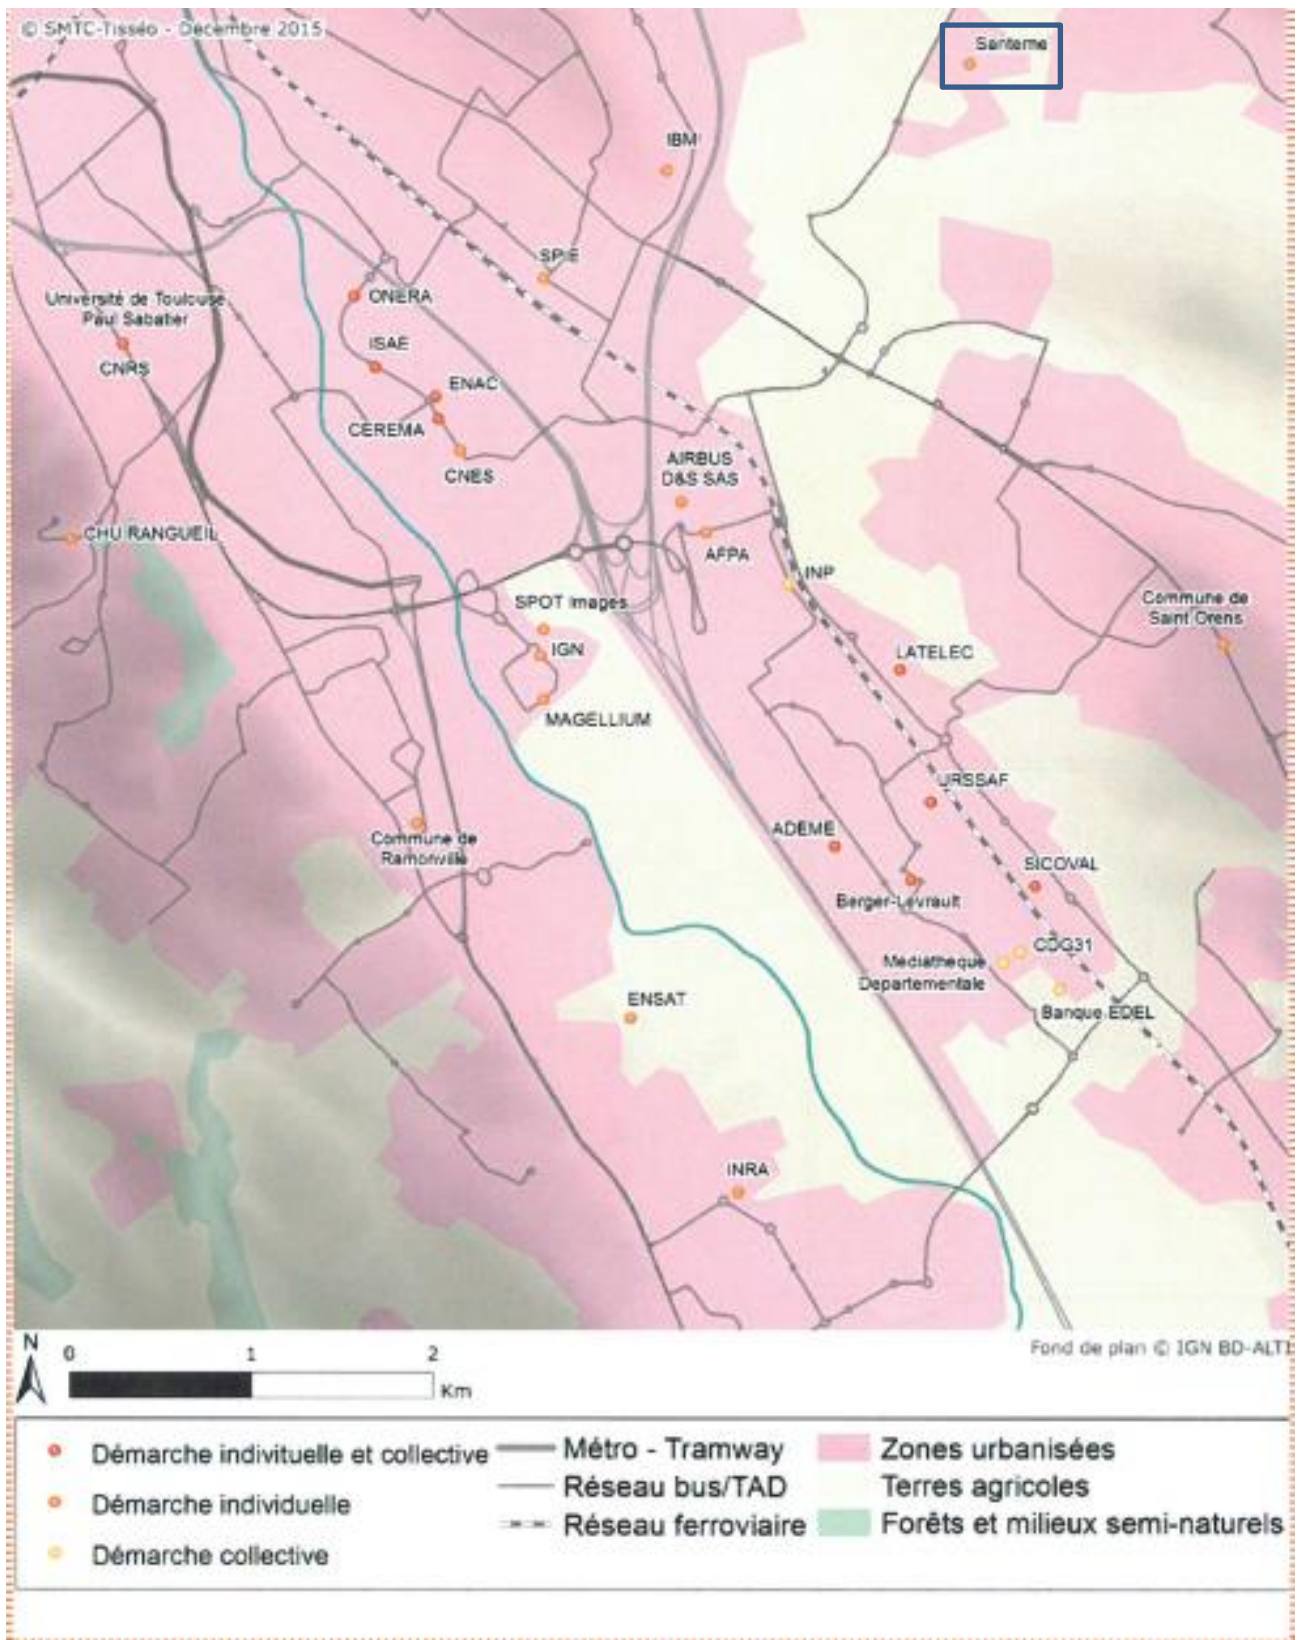 © SMTC-Tisséo - Decembre 2015
Santerne
IBM
SPIE
ONERA
Université de Toulouse
Paul Sabatier
CNRS
ISAE
ENAC
CEREMA
CNES
AIRBUS
D&S SAS
CHU RANGUEIL
AFPA
INP
SPOT Images
Commune de
Saint Orens
IGN
LATELEC
MAGELLIUM
URSSAF
ADEME
Commune de
Ramonville
SICOVAL
Berger-Levrault
CDG31
Mediatheque
Departementale
ENSAT
Banque EDEL
INRA
N
0 1 2
Km
Fond de plan © IGN BD-ALTI
Démarche indivituelle et collective
Démarche individuelle
Démarche collective
Métro - Tramway
Réseau bus/TAD
Réseau ferroviaire
Zones urbanisées
Terres agricoles
Forêts et milieux semi-naturels